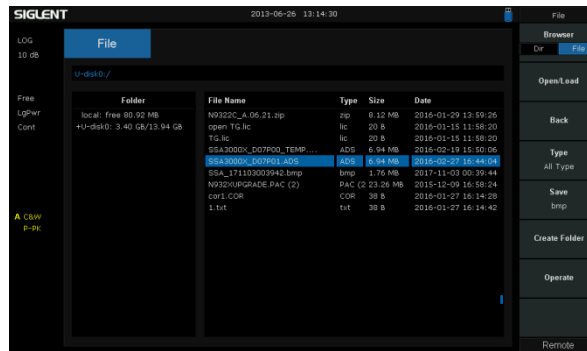 SIGLENT 2013-06-26 13:14:30 File
LOG
10 dB
File
Browser
Dir File
U-disk0:/
Open/Load
Free
LgPwr
Cont
Folder
local: free 80.92 MB
+U-disk0: 3.40 GB/13.94 GB
File Name Type Size Date
N9322C_A.06.21.zip zip 8.12 MB 2016-01-29 13:59:26
open TG.lic lic 20 B 2016-01-15 11:58:20
TG.lic lic 20 B 2016-01-15 11:58:20
SSA3000X_D07P00_TEMP.... ADS 6.94 MB 2016-02-19 15:50:06
SSA3000X_D07P01.ADS ADS 6.94 MB 2016-02-27 16:44:04
SSA_171103003942.bmp bmp 1.76 MB 2017-11-03 00:39:44
N932XUPGRADE.PAC (2) PAC (2 23.26 MB 2015-12-09 16:58:24
cor1.COR COR 38 B 2016-01-27 16:14:28
1.txt txt 38 B 2016-01-27 16:14:42
Back
Type
All Type
Save
bmp
A C&W
P-PK
Create Folder
Operate
Remote